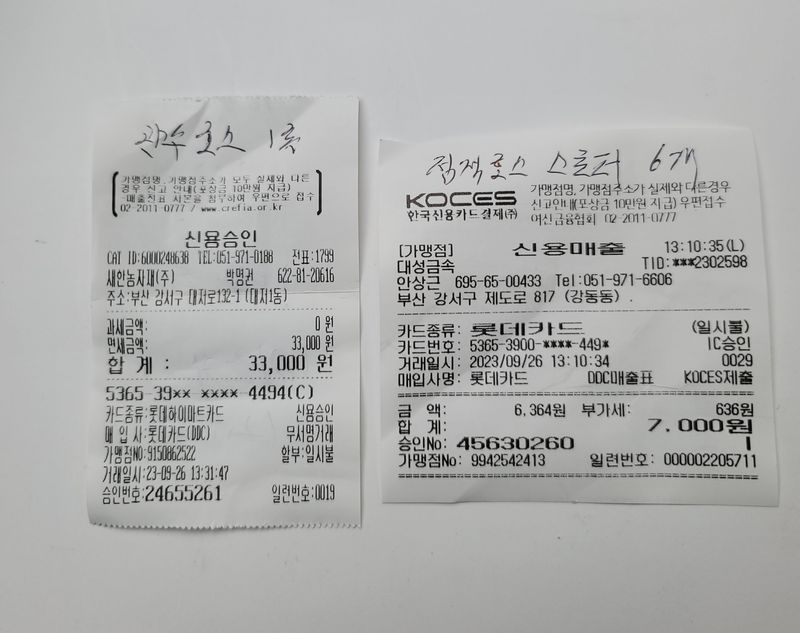 관수 호스 1롤
가맹점명, 가맹점주소가 모두 실제와 다른
경우 신고 안내(포상금 10만원 지급)
매출전표 사본을 첨부하여 우편으로 접수
02-2011-0777 / www.crefia.or.kr
신용승인
CAT ID:6000248638 TEL:051-971-0188 전표:1799
새안농자재(주) 박명권 622-81-20616
주소:부산 강서구 대저로132-1 (대저1동)
과세금액: 0 원
면세금액: 33,000 원
합 계 : 33,000 원
5365-39** **** 4494(C)
카드종류:롯데하이마트카드 신용승인
매 입 사:롯데카드(DDC) 무서명거래
가맹점NO:9150862522 할부:일시불
거래일시:23-09-26 13:31:47
승인번호:24655261 일련번호:0019
점적호스 스토퍼 6개
KOCES
한국신용카드결제(주)
가맹점명, 가맹점주소가 실제와 다른경우
신고안내(포상금 10만원 지급) 우편접수
여신금융협회 02-2011-0777
[가맹점] 신용매출 13:10:35(L)
대성금속 TID:***2302598
안상근 695-65-00433 Tel:051-971-6606
부산 강서구 제도로 817 (강동동) .
카드종류: 롯데카드 (일시불)
카드번호: 5365-3900-****-449* IC승인
거래일시: 2023/09/26 13:10:34 0029
매입사명: 롯데카드 DDC매출표 KOCES제출
금 액: 6,364원 부가세: 636원
합 계: 7,000원
승인No: 45630260 I
가맹점No: 9942542413 일련번호: 000002205711